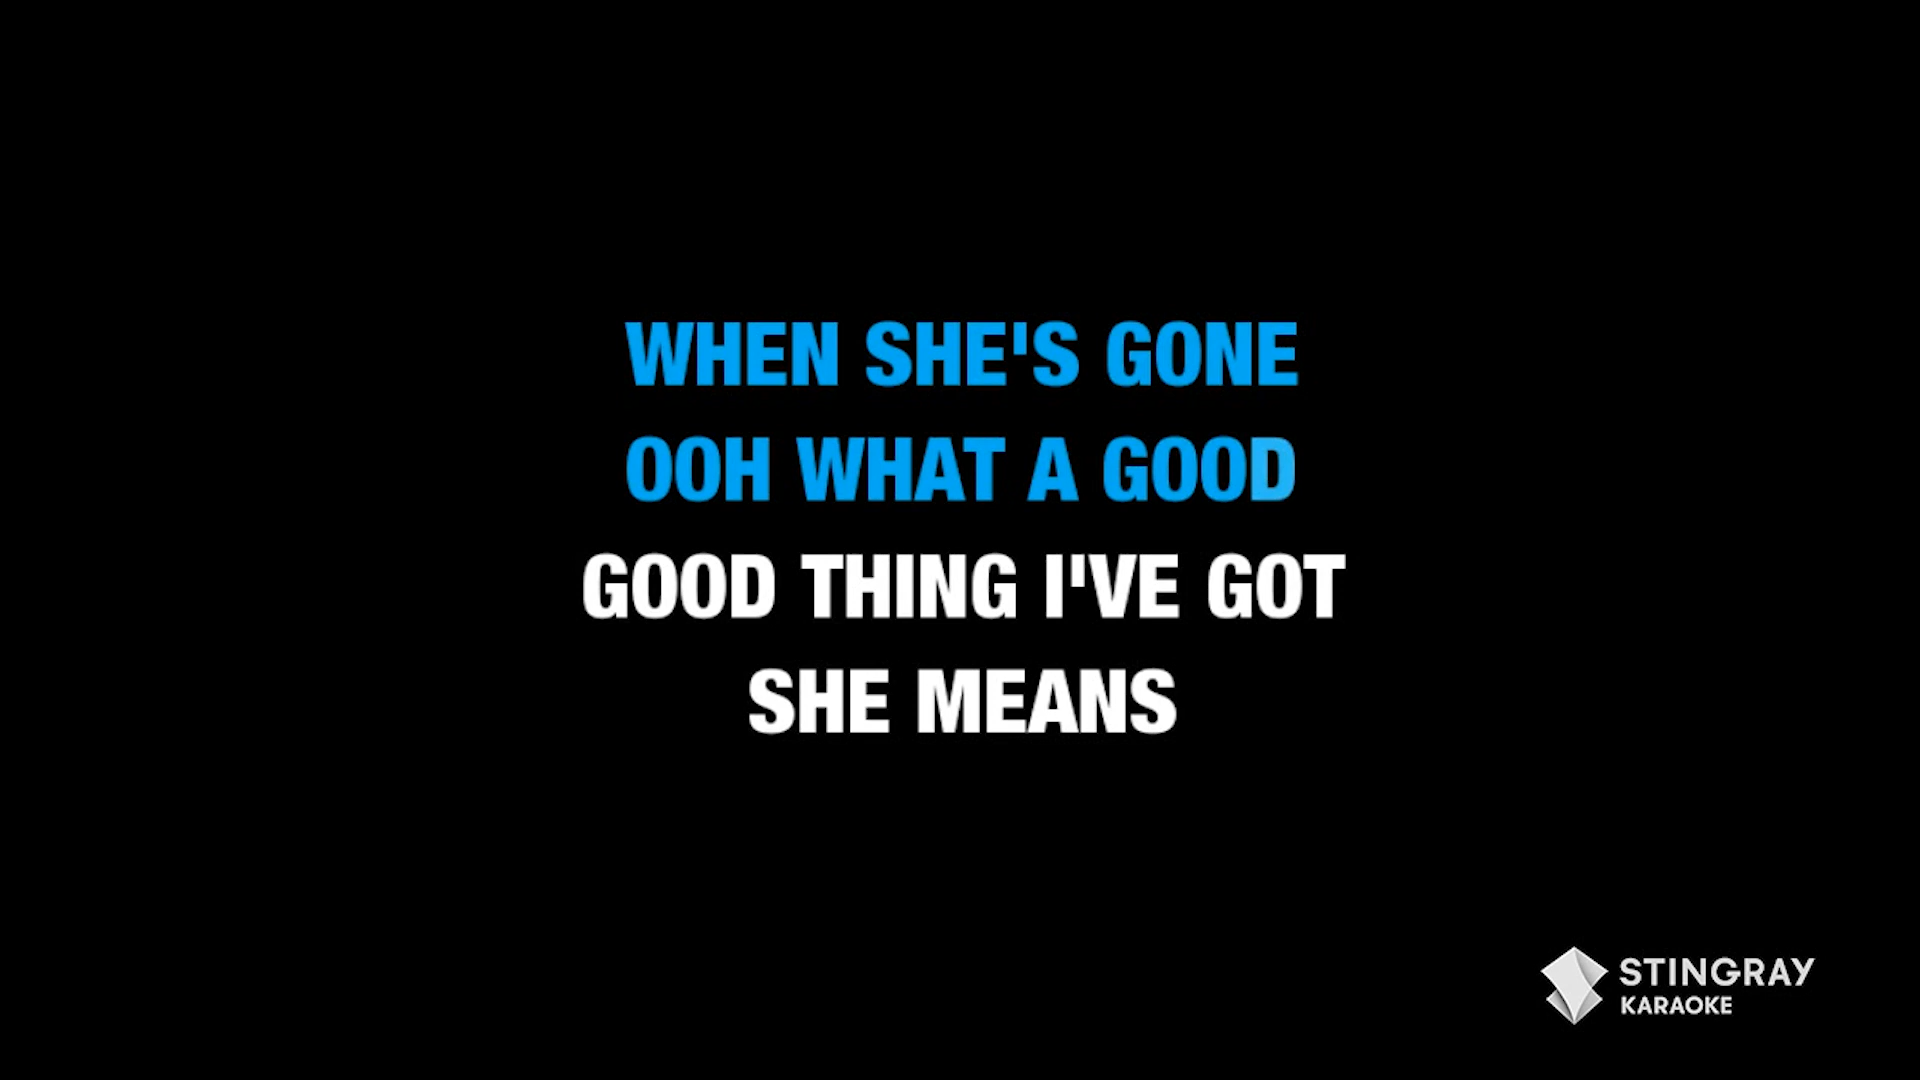 WHEN SHE'S GONE
OOH WHAT A GOOD
GOOD THING I'VE GOT
SHE MEANS
STINGRAY
KARAOKE